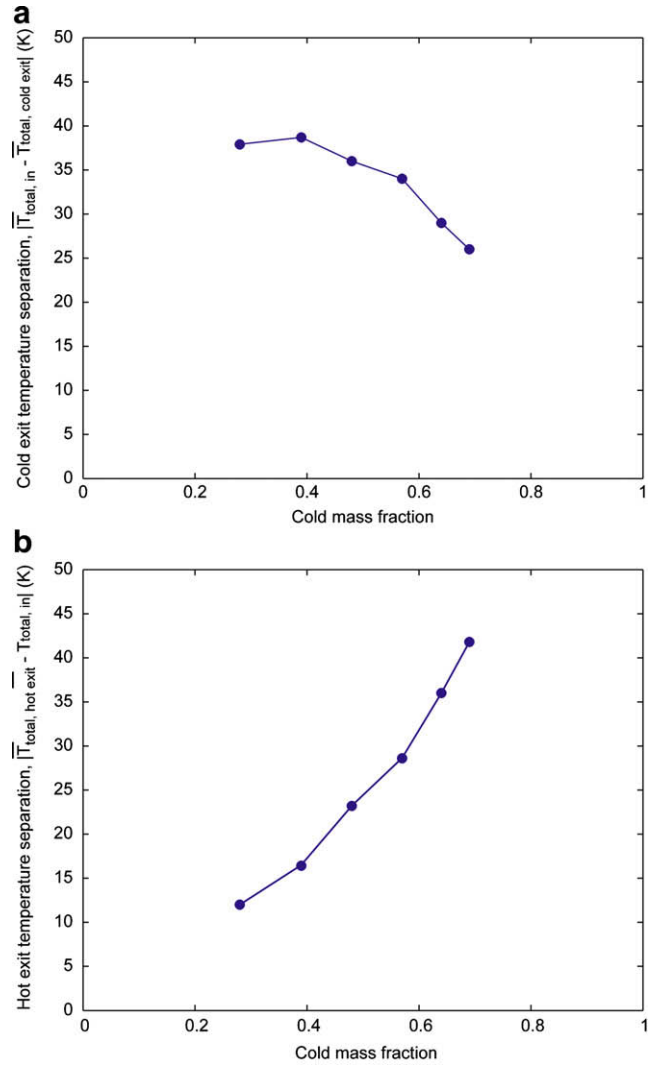 a
Cold exit temperature separation, |T̅total, in - T̅total, cold exit| (K)
50
45
40
35
30
25
20
15
10
5
0
0 0.2 0.4 0.6 0.8 1
Cold mass fraction
b
Hot exit temperature separation, |T̅total, hot exit - Ttotal, in| (K)
50
45
40
35
30
25
20
15
10
5
0
0 0.2 0.4 0.6 0.8 1
Cold mass fraction